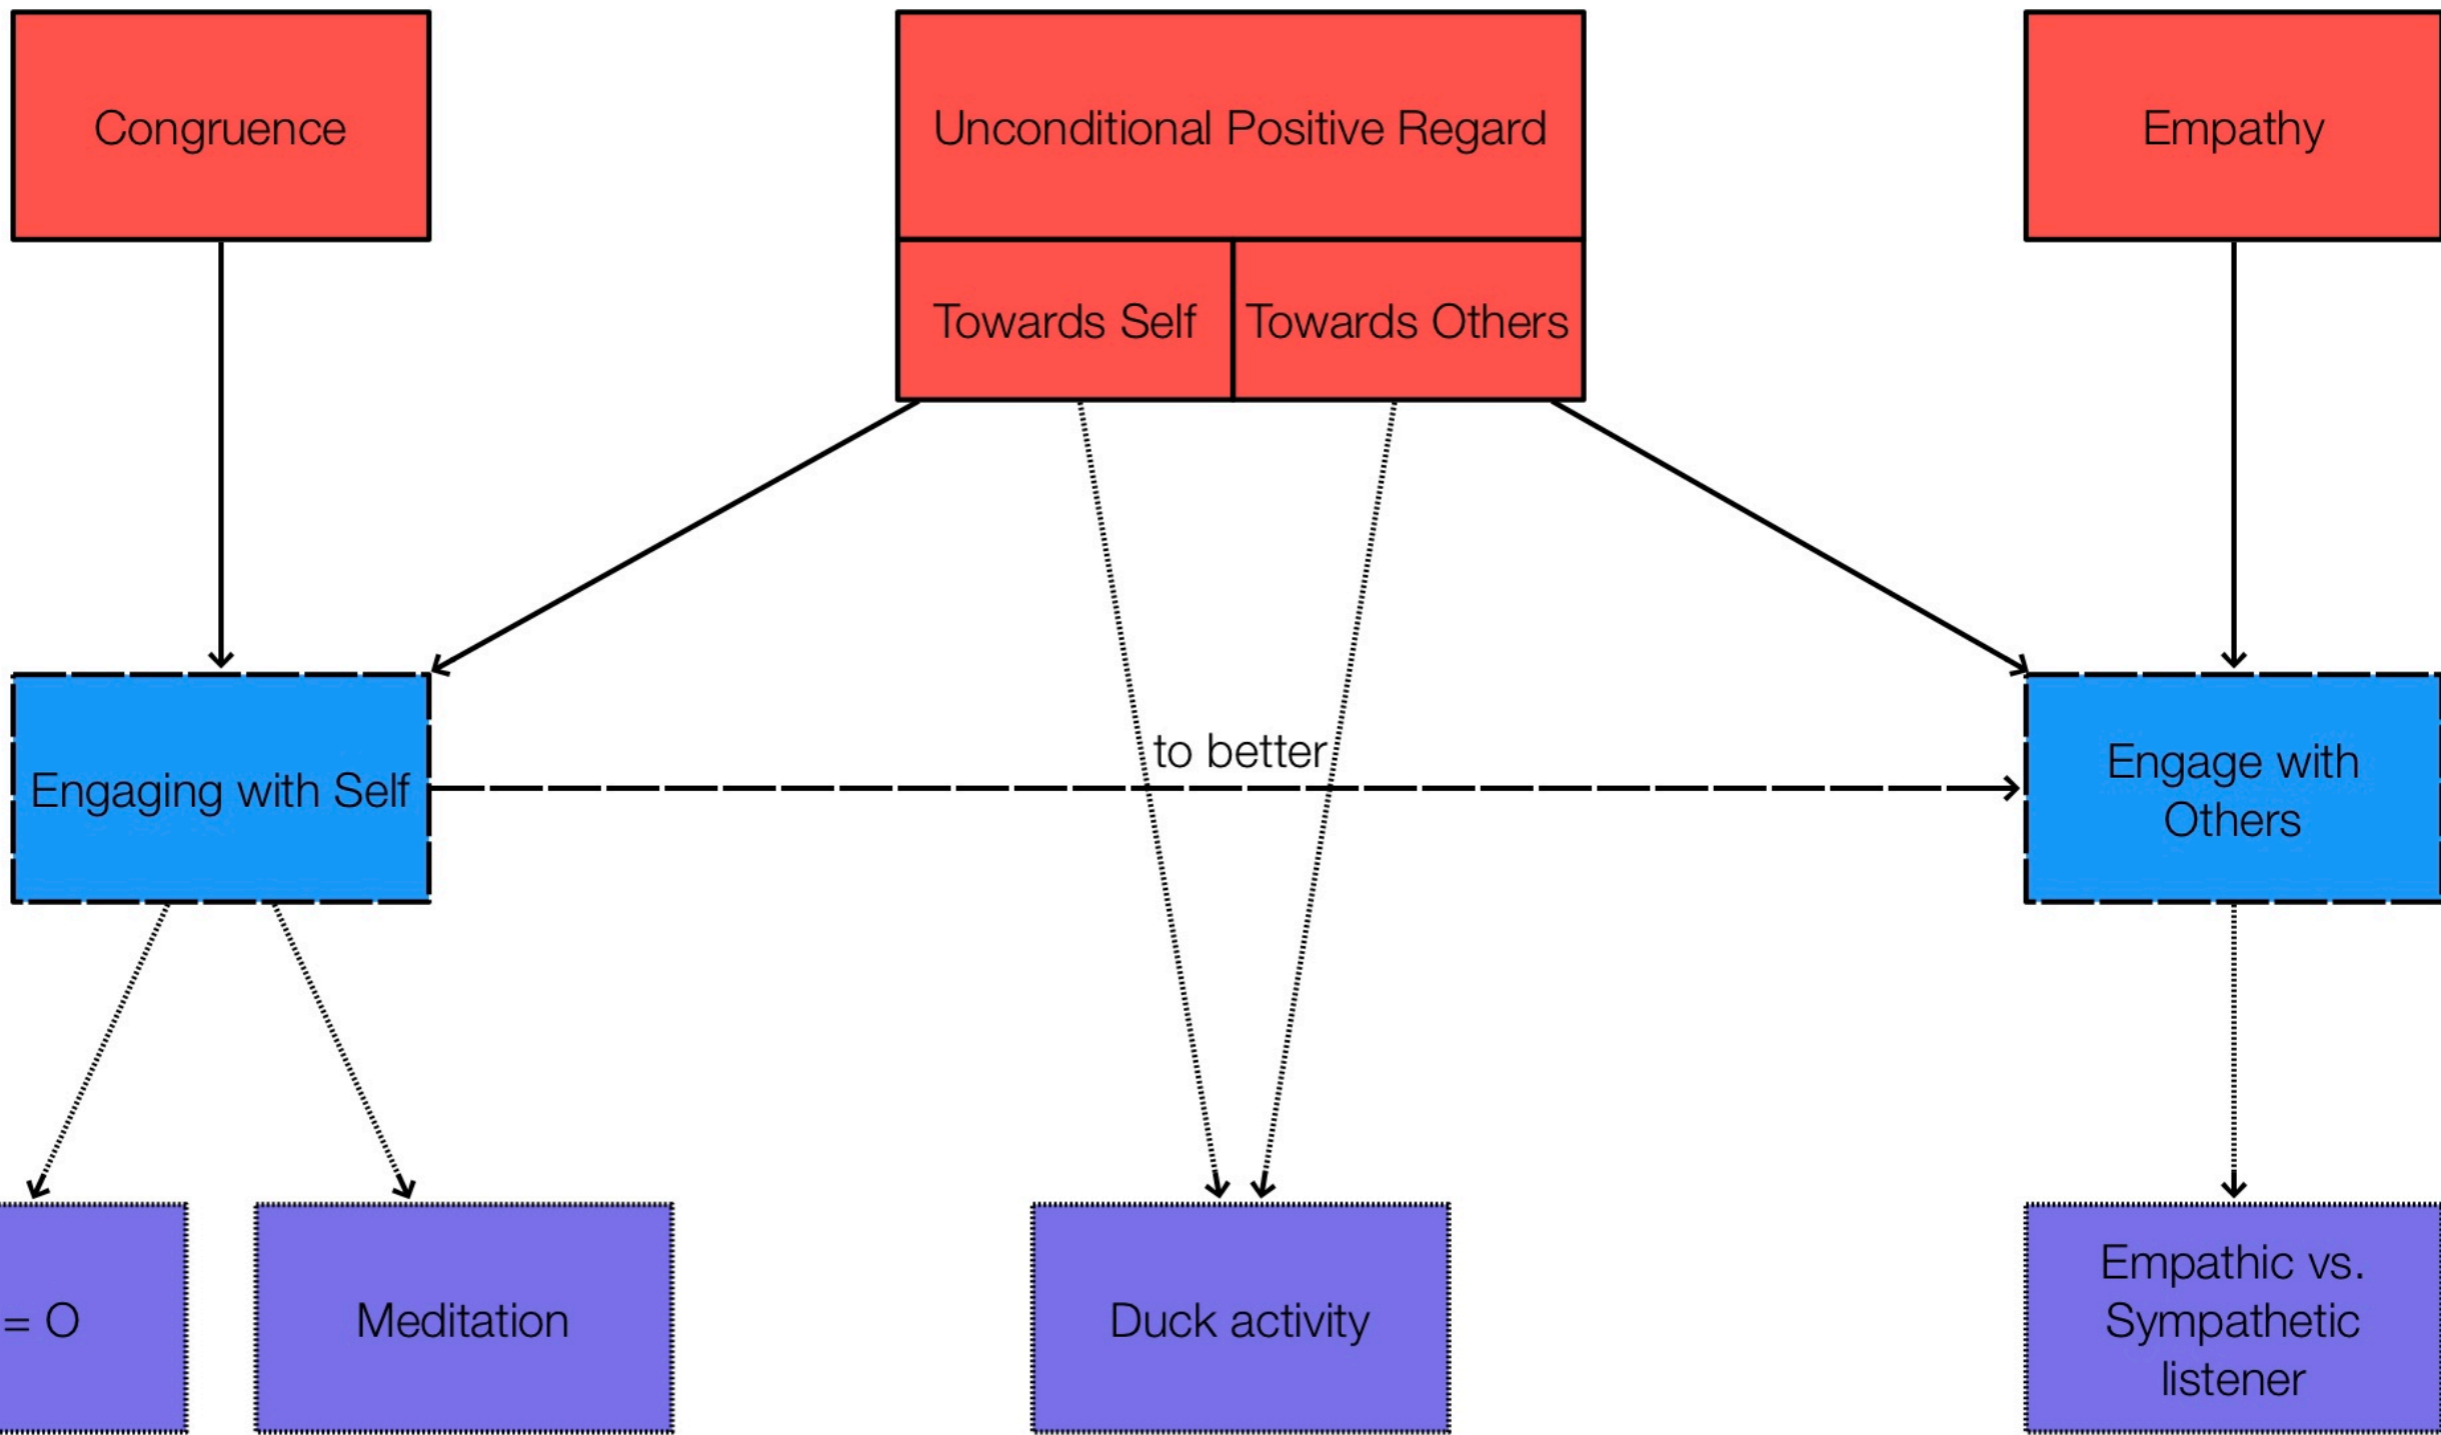 Congruence
Unconditional Positive Regard
Empathy
Towards Self
Towards Others
to better
Engaging with Self
Engage with
Others
= O
Meditation
Duck activity
Empathic vs.
Sympathetic
listener